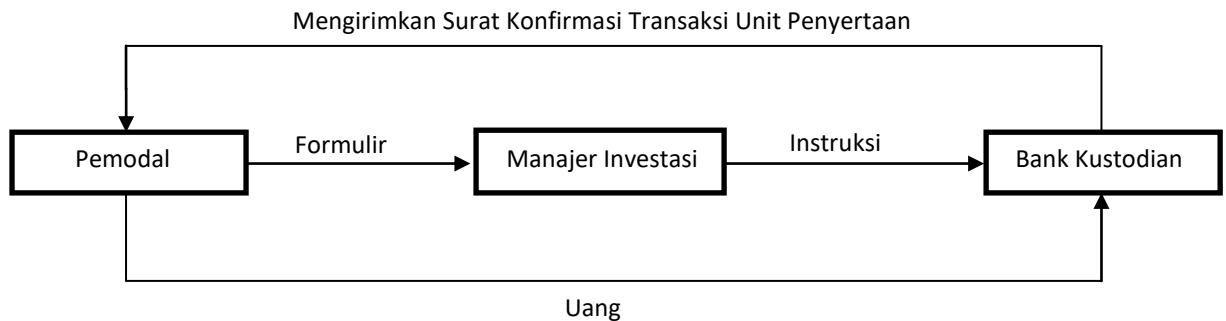 Mengirimkan Surat Konfirmasi Transaksi Unit Penyertaan
Pemodal
Formulir
Manajer Investasi
Instruksi
Bank Kustodian
Uang